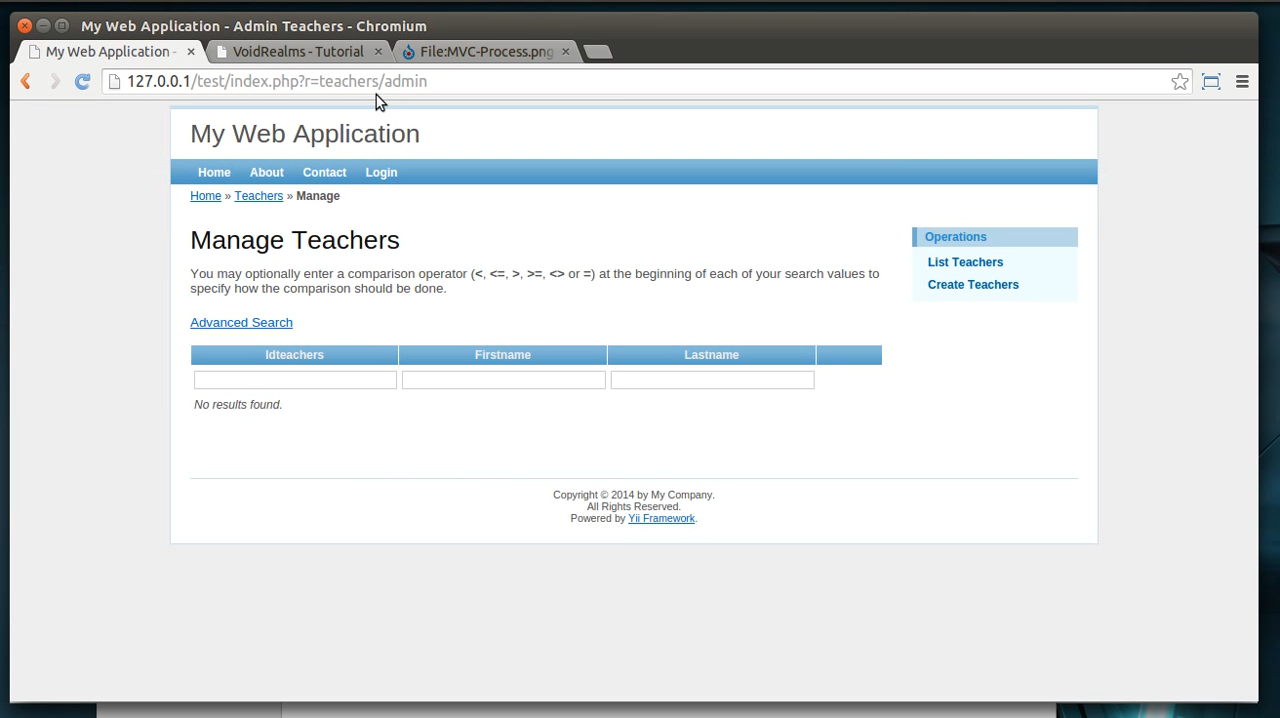 My Web Application - Admin Teachers - Chromium
My Web Application -
VoidRealms - Tutorial
File:MVC-Process.png
127.0.0.1/test/index.php?r=teachers/admin
My Web Application
Home About Contact Login
Home » Teachers » Manage
Manage Teachers
You may optionally enter a comparison operator (<, <=, >, >=, <> or =) at the beginning of each of your search values to
specify how the comparison should be done.
Advanced Search
Idteachers Firstname Lastname
No results found.
Operations
List Teachers
Create Teachers
Copyright © 2014 by My Company.
All Rights Reserved.
Powered by Yii Framework.